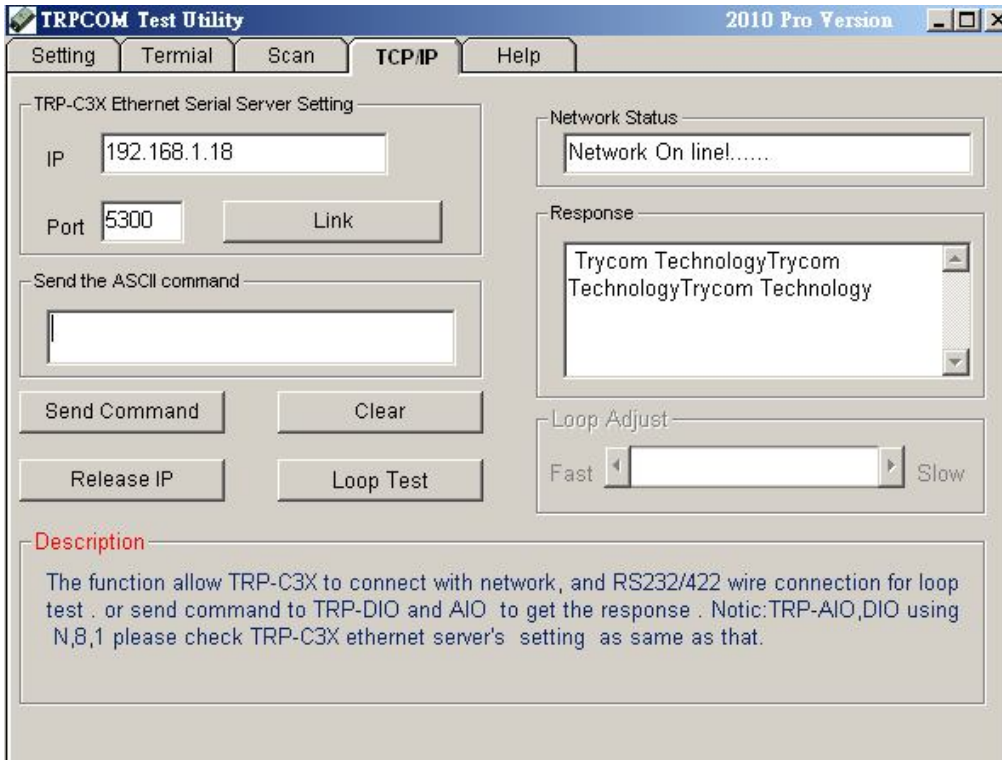 TRPCOM Test Utility 2010 Pro Version
Setting Termial Scan TCP/IP Help
TRP-C3X Ethernet Serial Server Setting
IP 192.168.1.18
Port 5300 Link
Send the ASCII command
Send Command Clear
Release IP Loop Test
Network Status
Network On line!......
Response
Trycom TechnologyTrycom
TechnologyTrycom Technology
Loop Adjust
Fast Slow
Description
The function allow TRP-C3X to connect with network, and RS232/422 wire connection for loop
test . or send command to TRP-DIO and AIO to get the response . Notic:TRP-AIO,DIO using
N,8,1 please check TRP-C3X ethernet server's setting as same as that.